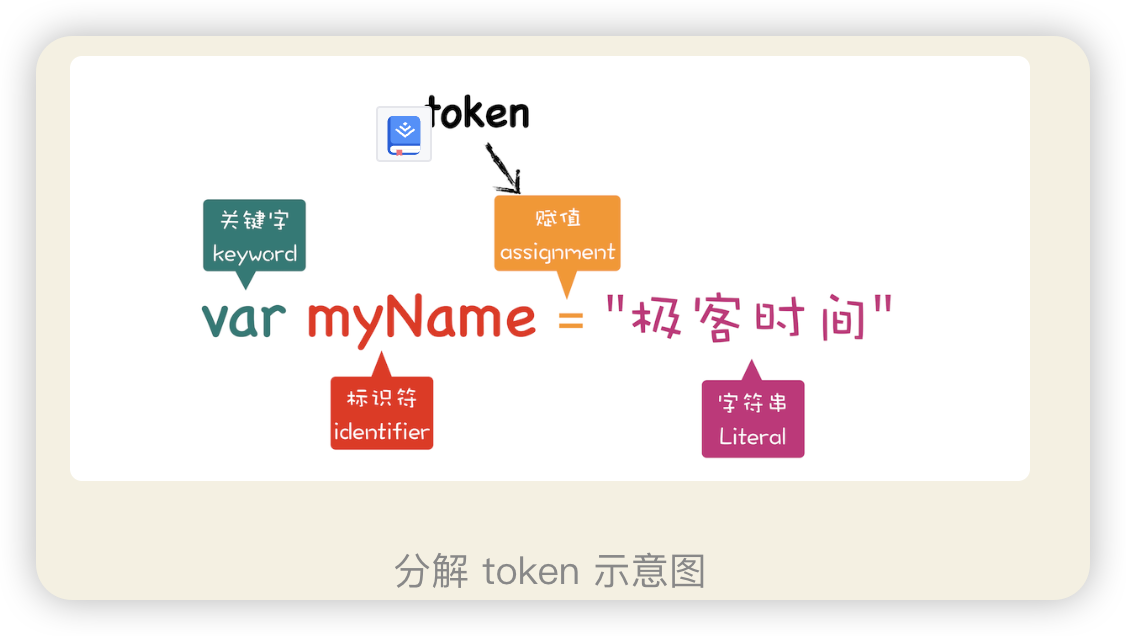 token
关键字
keyword
赋值
assignment
var myName = "极客时间"
标识符
identifier
字符串
Literal
分解 token 示意图